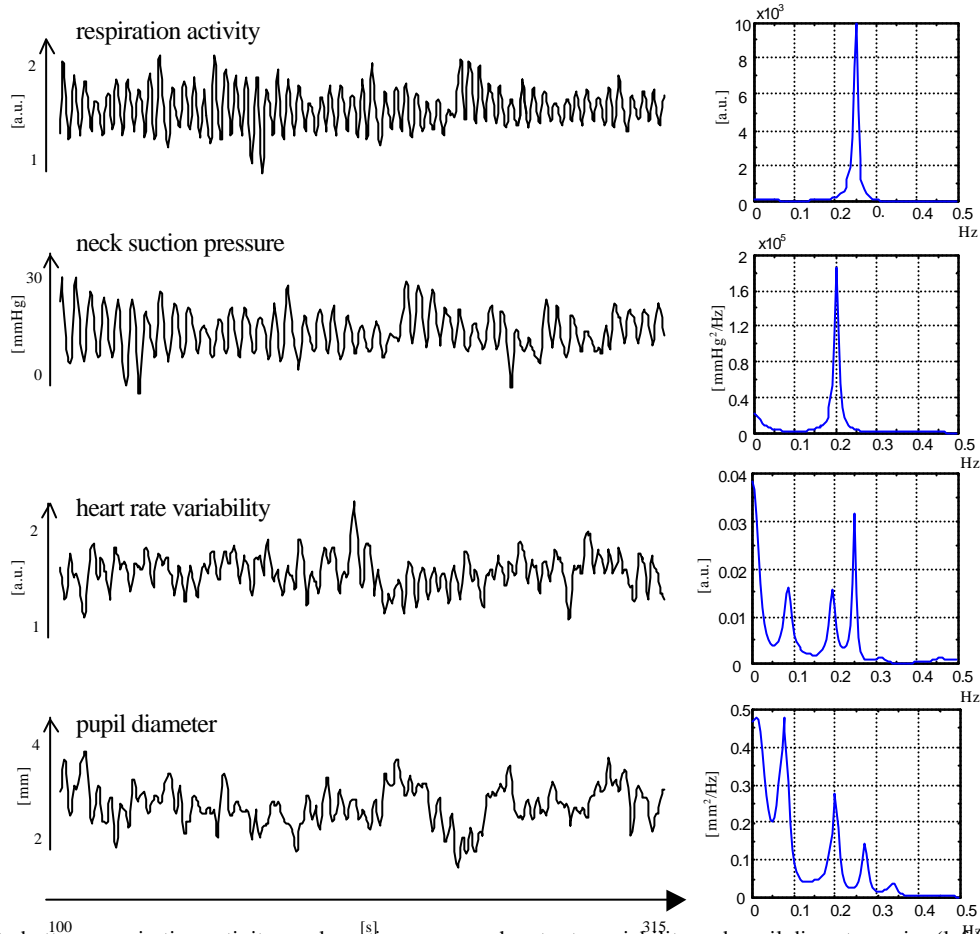 respiration activity
2
[a.u.]
1
x10³
10
8
6
4
2
0
[a.u.]
0 0.1 0.2 0. 0.4 0.5
Hz
neck suction pressure
30
[mmHg]
0
x10⁵
2
1.6
1.2
0.8
0.4
0
[mmHg²/Hz]
0 0.1 0.2 0.3 0.4 0.5
Hz
heart rate variability
2
[a.u.]
1
0.04
0.03
0.02
0.01
0
[a.u.]
0 0.1 0.2 0.3 0.4 0.5
Hz
pupil diameter
4
[mm]
2
0.5
0.4
0.3
0.2
0.1
0
[mm²/Hz]
0 0.1 0.2 0.3 0.4 0.5
Hz
100 [s] 315